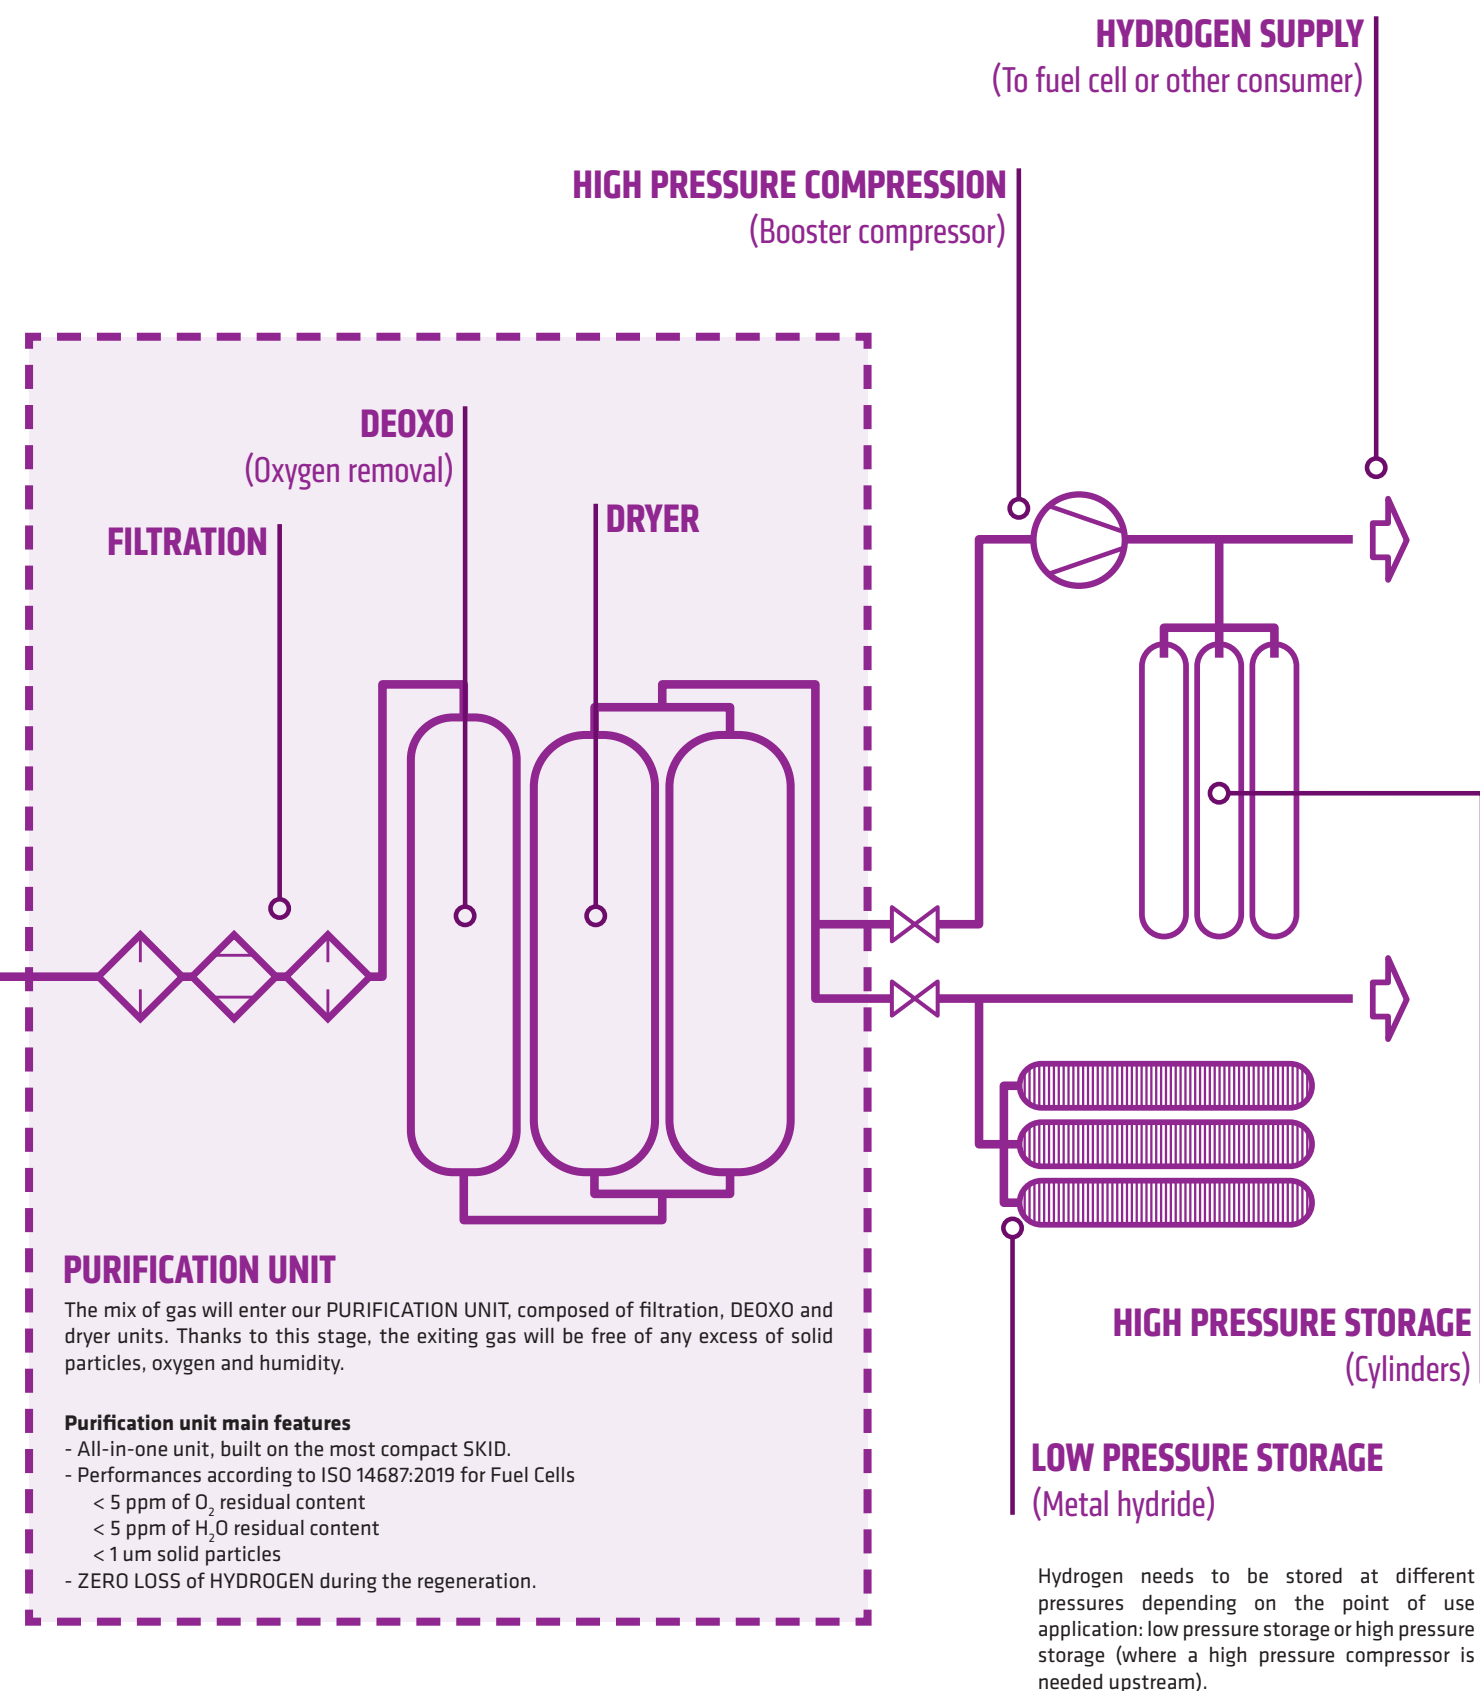 HYDROGEN SUPPLY
(To fuel cell or other consumer)
HIGH PRESSURE COMPRESSION
(Booster compressor)
DEOXO
(Oxygen removal)
DRYER
FILTRATION
PURIFICATION UNIT
The mix of gas will enter our PURIFICATION UNIT, composed of filtration, DEOXO and
dryer units. Thanks to this stage, the exiting gas will be free of any excess of solid
particles, oxygen and humidity.
Purification unit main features
- All-in-one unit, built on the most compact SKID.
- Performances according to ISO 14687:2019 for Fuel Cells
< 5 ppm of O₂ residual content
< 5 ppm of H₂O residual content
< 1 um solid particles
- ZERO LOSS of HYDROGEN during the regeneration.
HIGH PRESSURE STORAGE
(Cylinders)
LOW PRESSURE STORAGE
(Metal hydride)
Hydrogen needs to be stored at different
pressures depending on the point of use
application: low pressure storage or high pressure
storage (where a high pressure compressor is
needed upstream).